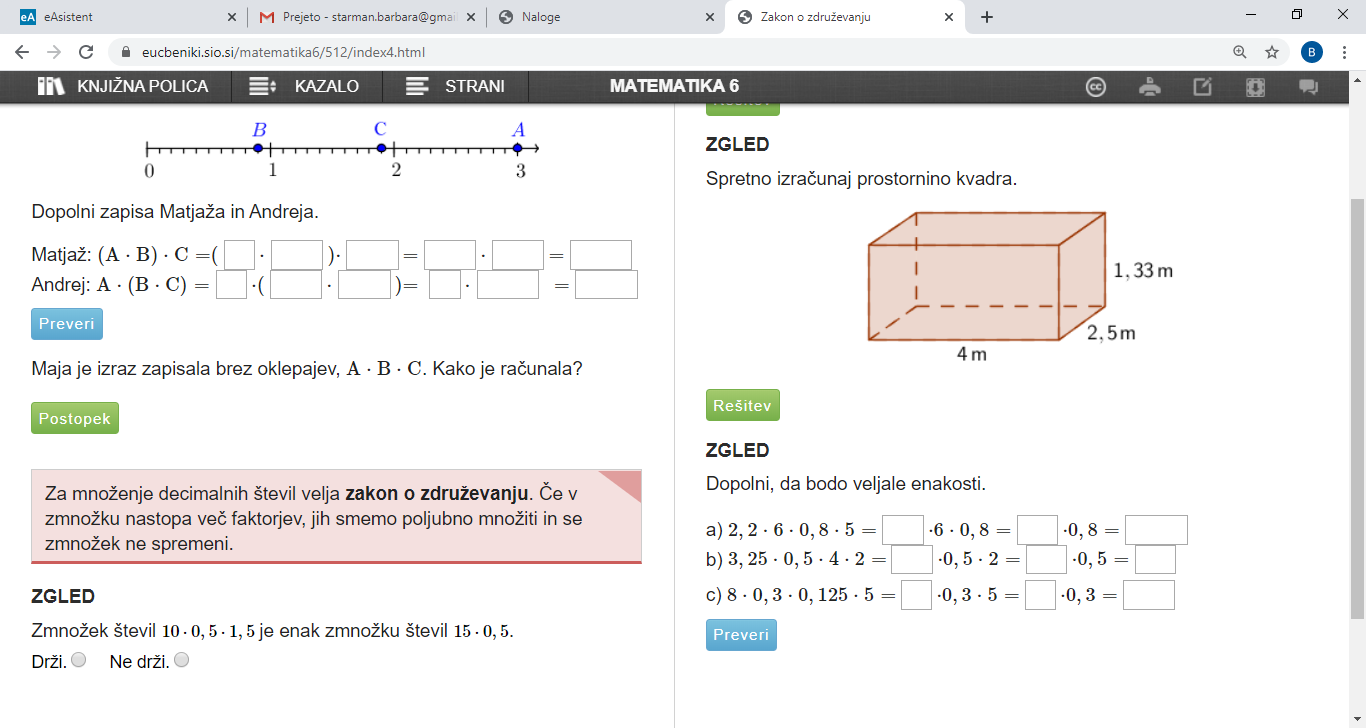 eA eAsistent
Prejeto - starman.barbara@gmai
Naloge
Zakon o združevanju
eucbeniki.sio.si/matematika6/512/index4.html
B
KNJIŽNA POLICA
KAZALO
STRANI
MATEMATIKA 6
cc
B C A
0 1 2 3
Dopolni zapisa Matjaža in Andreja.
Matjaž: (A · B) · C =( · )· = · =
Andrej: A · (B · C) = ·( · )= · =
Preveri
Maja je izraz zapisala brez oklepajev, A · B · C. Kako je računala?
Postopek
Za množenje decimalnih števil velja zakon o združevanju. Če v
zmnožku nastopa več faktorjev, jih smemo poljubno množiti in se
zmnožek ne spremeni.
ZGLED
Zmnožek števil 10 · 0, 5 · 1, 5 je enak zmnožku števil 15 · 0, 5.
Drži. Ne drži.
Rešitev
ZGLED
Spretno izračunaj prostornino kvadra.
1,33 m
2,5 m
4 m
Rešitev
ZGLED
Dopolni, da bodo veljale enakosti.
a) 2, 2 · 6 · 0, 8 · 5 = ·6 · 0, 8 = ·0, 8 =
b) 3, 25 · 0, 5 · 4 · 2 = ·0, 5 · 2 = ·0, 5 =
c) 8 · 0, 3 · 0, 125 · 5 = ·0, 3 · 5 = ·0, 3 =
Preveri